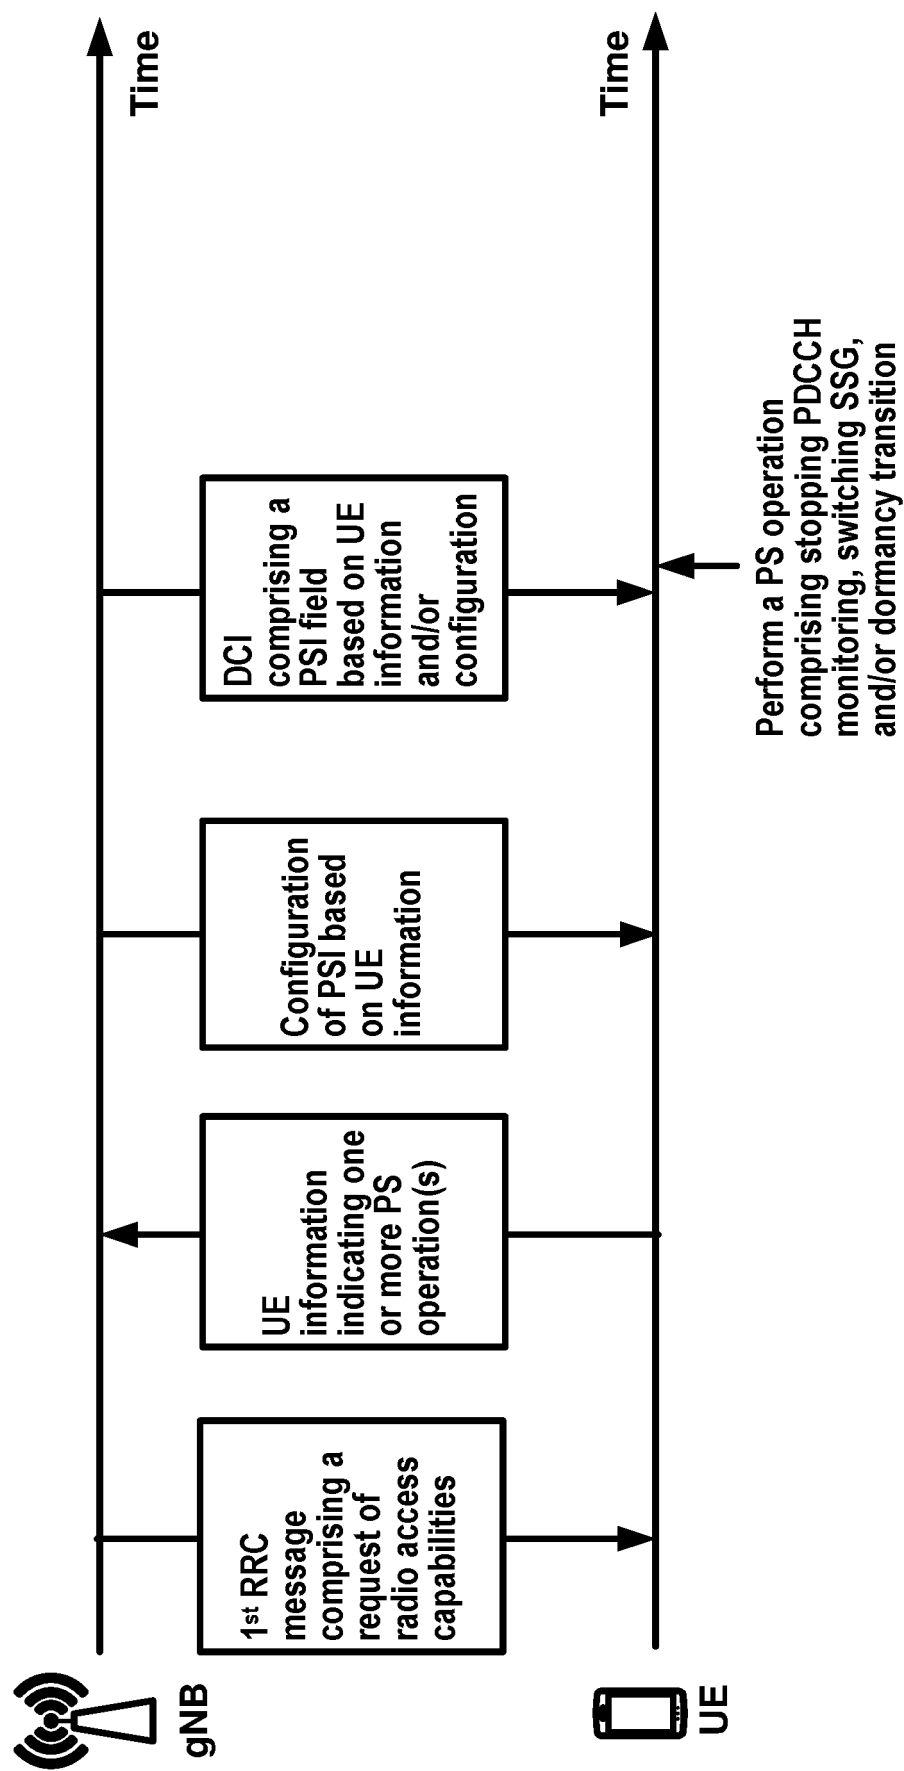 gNB
1st RRC
message
comprising a
request of
radio access
capabilities
UE
information
indicating one
or more PS
operation(s)
Configuration
of PSI based
on UE
information
DCI
comprising a
PSI field
based on UE
information
and/or
configuration
Time
UE
Time
Perform a PS operation
comprising stopping PDCCH
monitoring, switching SSG,
and/or dormancy transition